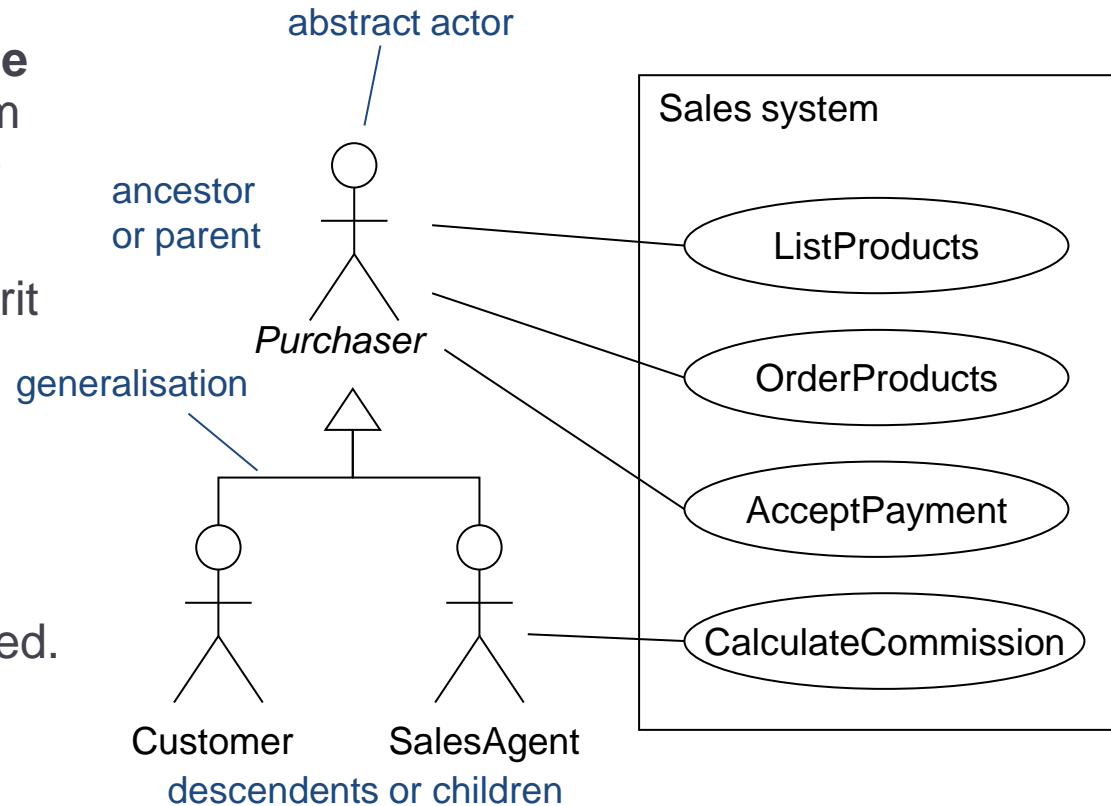 abstract actor
Sales system
ancestor
or parent
ListProducts
Purchaser
OrderProducts
generalisation
AcceptPayment
ed.
CalculateCommission
Customer
SalesAgent
descendents or children